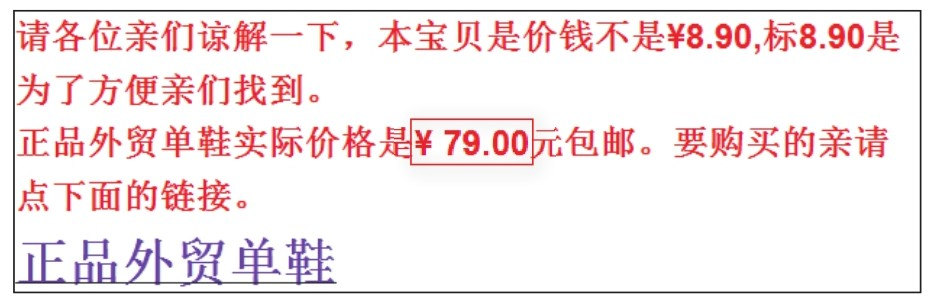 请各位亲们谅解一下，本宝贝是价钱不是¥8.90,标8.90是
为了方便亲们找到。
正品外贸单鞋实际价格是¥ 79.00元包邮。要购买的亲请
点下面的链接。
正品外贸单鞋